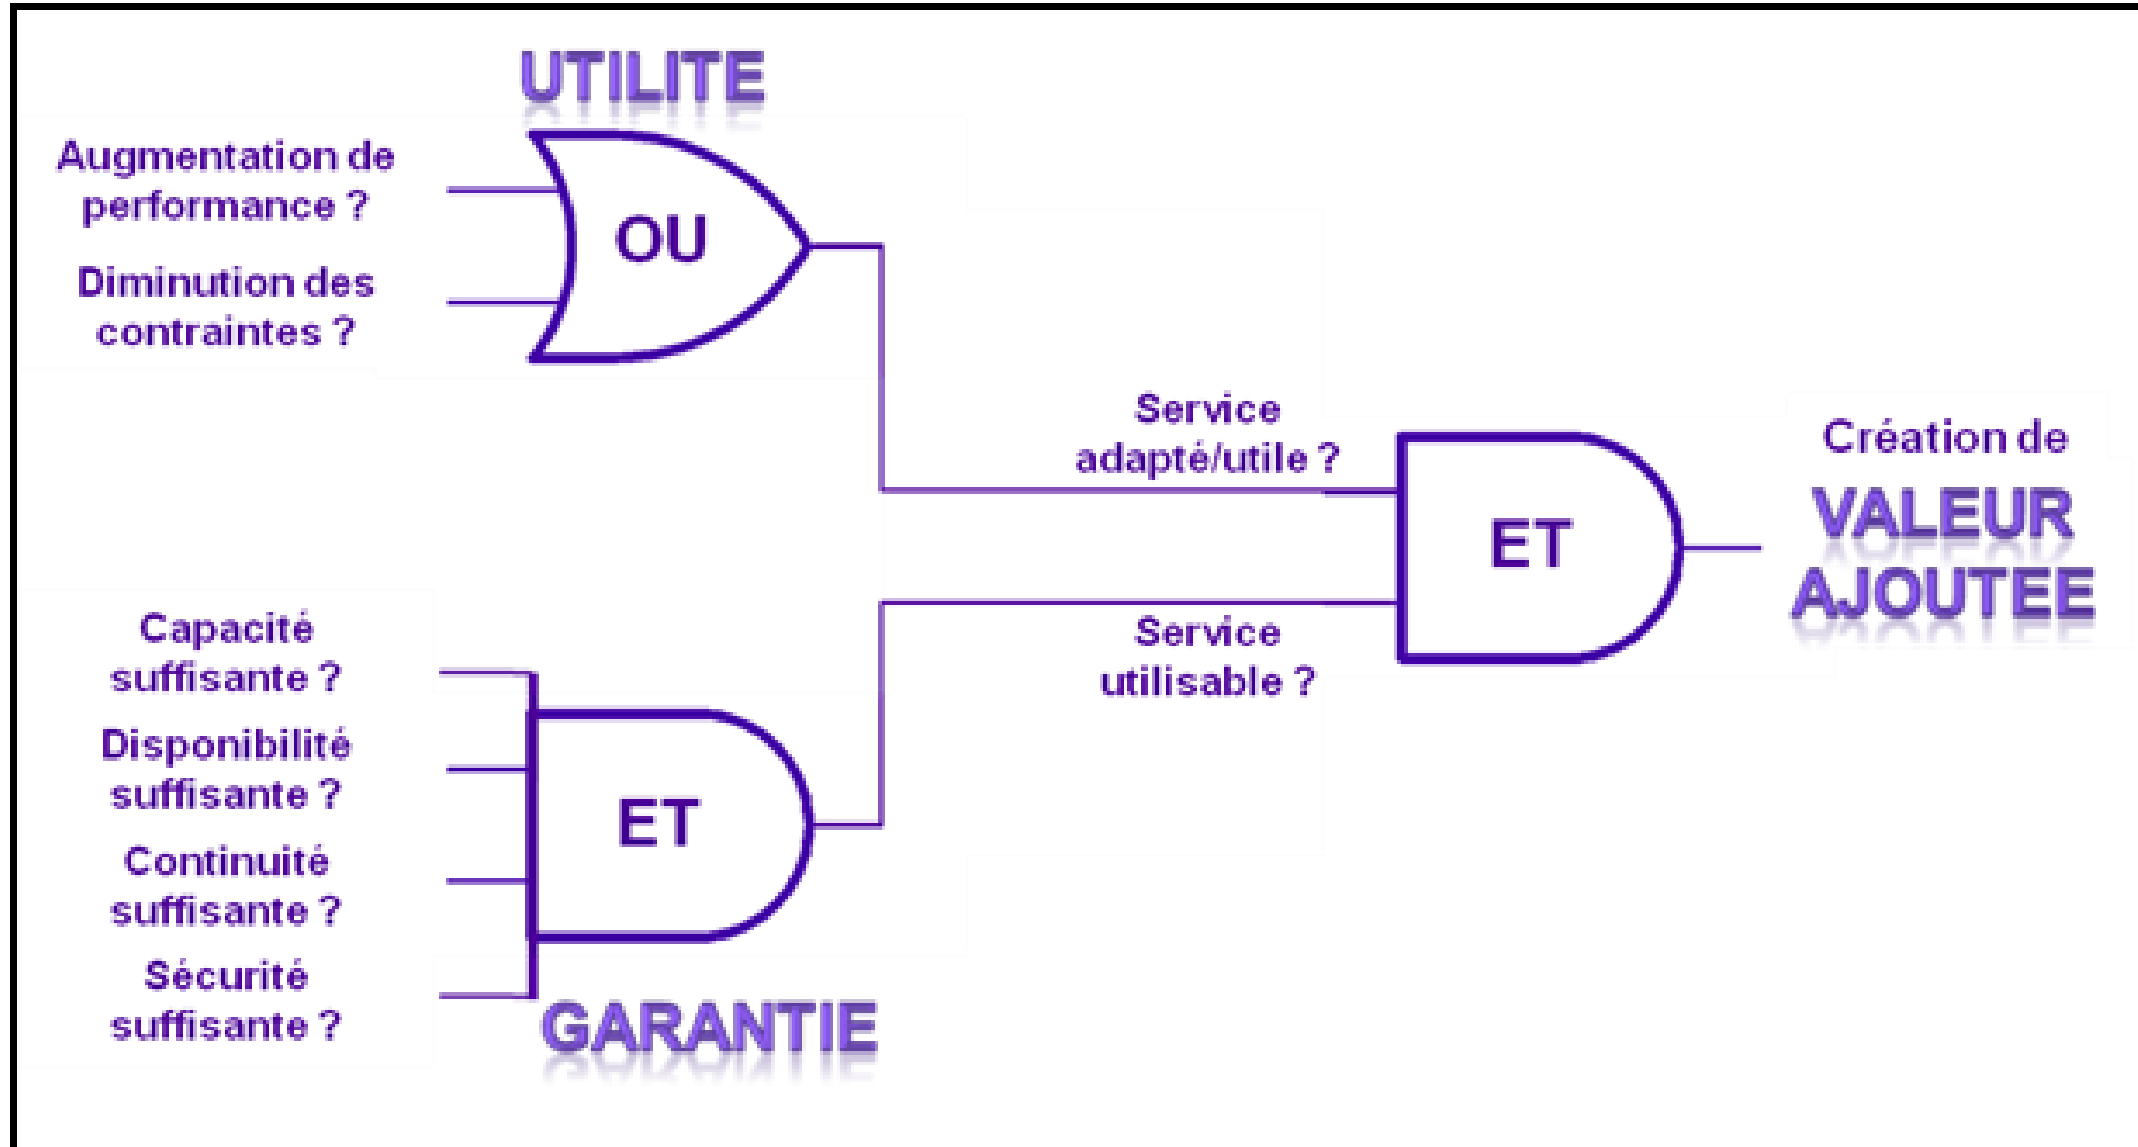 UTILITE
Augmentation de
performance ?
OU
Diminution des
contraintes ?
Service
adapté/utile ?
ET
Création de
VALEUR
AJOUTEE
Service
utilisable ?
Capacité
suffisante ?
Disponibilité
suffisante ?
ET
Continuité
suffisante ?
Sécurité
suffisante ?
GARANTIE